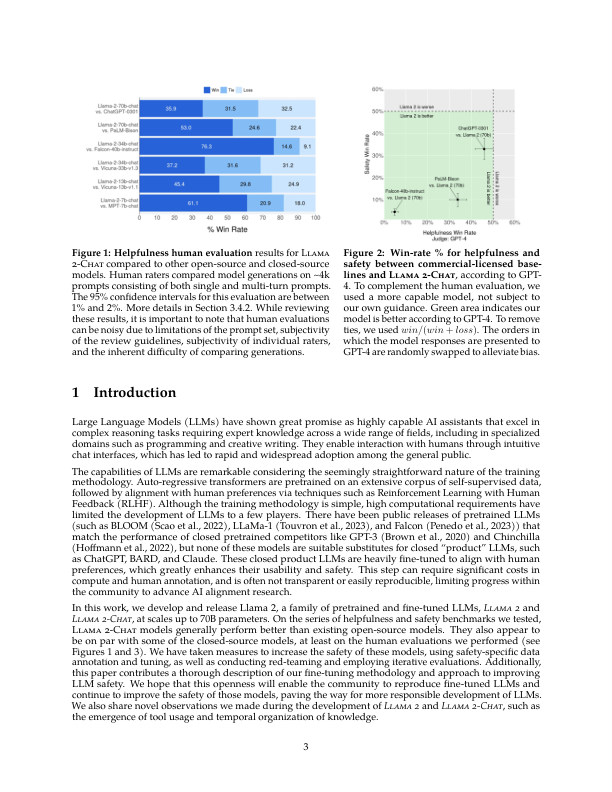 Win Tie Loss
Llama-2-70b-chat
vs. ChatGPT-0301
35.9 31.5 32.5
Llama-2-70b-chat
vs. PaLM-Bison
53.0 24.6 22.4
Llama-2-34b-chat
vs. Falcon-40b-instruct
76.3 14.6 9.1
Llama-2-34b-chat
vs. Vicuna-33b-v1.3
37.2 31.6 31.2
Llama-2-13b-chat
vs. Vicuna-13b-v1.1
45.4 29.8 24.9
Llama-2-7b-chat
vs. MPT-7b-chat
61.1 20.9 18.0
0 10 20 30 40 50 60 70 80 90 100
% Win Rate
60%
50%
40%
30%
20%
10%
Safety Win Rate
Llama 2 is worse
Llama 2 is better
ChatGPT-0301
vs. Llama 2 (70b)
PaLM-Bison
vs. Llama 2 (70b)
Falcon-40b-instruct
vs. Llama 2 (70b)
Llama 2 is better
Llama 2 is worse
0% 10% 20% 30% 40% 50% 60%
Helpfulness Win Rate
Judge: GPT-4
Figure 1: Helpfulness human evaluation results for Llama
2-Chat compared to other open-source and closed-source
models. Human raters compared model generations on ~4k
prompts consisting of both single and multi-turn prompts.
The 95% confidence intervals for this evaluation are between
1% and 2%. More details in Section 3.4.2. While reviewing
these results, it is important to note that human evaluations
can be noisy due to limitations of the prompt set, subjectivity
of the review guidelines, subjectivity of individual raters,
and the inherent difficulty of comparing generations.
Figure 2: Win-rate % for helpfulness and
safety between commercial-licensed base-
lines and Llama 2-Chat, according to GPT-
4. To complement the human evaluation, we
used a more capable model, not subject to
our own guidance. Green area indicates our
model is better according to GPT-4. To remove
ties, we used win/(win + loss). The orders in
which the model responses are presented to
GPT-4 are randomly swapped to alleviate bias.
1 Introduction
Large Language Models (LLMs) have shown great promise as highly capable AI assistants that excel in
complex reasoning tasks requiring expert knowledge across a wide range of fields, including in specialized
domains such as programming and creative writing. They enable interaction with humans through intuitive
chat interfaces, which has led to rapid and widespread adoption among the general public.
The capabilities of LLMs are remarkable considering the seemingly straightforward nature of the training
methodology. Auto-regressive transformers are pretrained on an extensive corpus of self-supervised data,
followed by alignment with human preferences via techniques such as Reinforcement Learning with Human
Feedback (RLHF). Although the training methodology is simple, high computational requirements have
limited the development of LLMs to a few players. There have been public releases of pretrained LLMs
(such as BLOOM (Scao et al., 2022), LLaMa-1 (Touvron et al., 2023), and Falcon (Penedo et al., 2023)) that
match the performance of closed pretrained competitors like GPT-3 (Brown et al., 2020) and Chinchilla
(Hoffmann et al., 2022), but none of these models are suitable substitutes for closed “product” LLMs, such
as ChatGPT, BARD, and Claude. These closed product LLMs are heavily fine-tuned to align with human
preferences, which greatly enhances their usability and safety. This step can require significant costs in
compute and human annotation, and is often not transparent or easily reproducible, limiting progress within
the community to advance AI alignment research.
In this work, we develop and release Llama 2, a family of pretrained and fine-tuned LLMs, Llama 2 and
Llama 2-Chat, at scales up to 70B parameters. On the series of helpfulness and safety benchmarks we tested,
Llama 2-Chat models generally perform better than existing open-source models. They also appear to
be on par with some of the closed-source models, at least on the human evaluations we performed (see
Figures 1 and 3). We have taken measures to increase the safety of these models, using safety-specific data
annotation and tuning, as well as conducting red-teaming and employing iterative evaluations. Additionally,
this paper contributes a thorough description of our fine-tuning methodology and approach to improving
LLM safety. We hope that this openness will enable the community to reproduce fine-tuned LLMs and
continue to improve the safety of those models, paving the way for more responsible development of LLMs.
We also share novel observations we made during the development of Llama 2 and Llama 2-Chat, such as
the emergence of tool usage and temporal organization of knowledge.
3